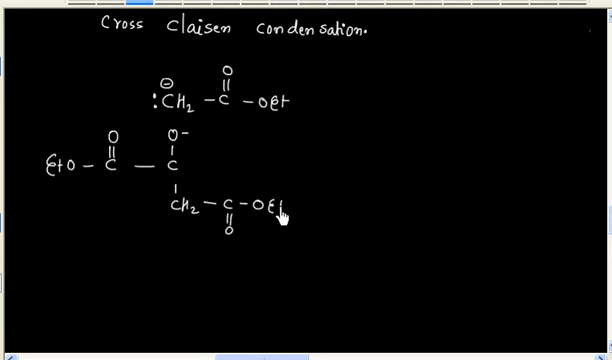 Cross Claisen condensation.
O
⊖
:CH2 - C - OEt
O O-
EtO - C - C
CH2 - C - OEt
O